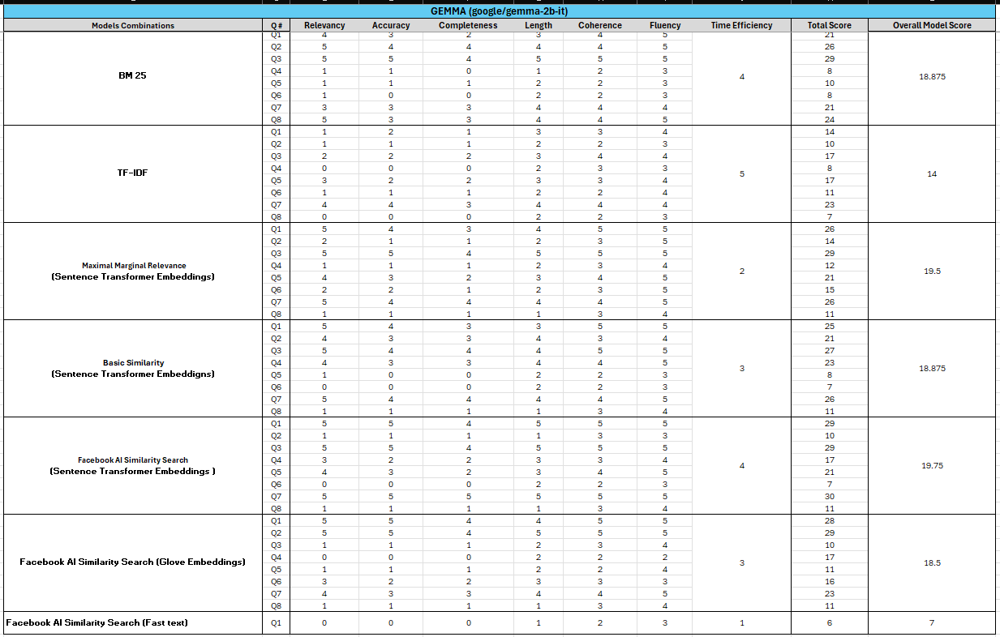 GEMMA (google/gemma-2b-it)
Models Combinations Q # Relevancy Accuracy Completeness Length Coherence Fluency Time Efficiency Total Score Overall Model Score
BM 25 4 18.875
Q1 4 3 2 3 4 5 21
Q2 5 4 4 4 4 5 26
Q3 5 5 4 5 5 5 29
Q4 1 1 0 1 2 3 8
Q5 1 1 1 2 2 3 10
Q6 1 0 0 2 2 3 8
Q7 3 3 3 4 4 4 21
Q8 5 3 3 4 4 5 24
TF-IDF 5 14
Q1 1 2 1 3 3 4 14
Q2 1 1 1 2 2 3 10
Q3 2 2 2 3 4 4 17
Q4 0 0 0 2 3 3 8
Q5 3 2 2 3 3 4 17
Q6 1 1 1 2 2 4 11
Q7 4 4 3 4 4 4 23
Q8 0 0 0 2 2 3 7
Maximal Marginal Relevance
(Sentence Transformer Embeddings) 2 19.5
Q1 5 4 3 4 5 5 26
Q2 2 1 1 2 3 5 14
Q3 5 5 4 5 5 5 29
Q4 1 1 1 2 3 4 12
Q5 4 3 2 3 4 5 21
Q6 2 2 1 2 3 5 15
Q7 5 4 4 4 4 5 26
Q8 1 1 1 1 3 4 11
Basic Similarity
(Sentence Transformer Embeddigns) 3 18.875
Q1 5 4 3 3 5 5 25
Q2 4 3 3 4 3 4 21
Q3 5 4 4 4 5 5 27
Q4 4 3 3 4 4 5 23
Q5 1 0 0 2 2 3 8
Q6 0 0 0 2 2 3 7
Q7 5 4 4 4 4 5 26
Q8 1 1 1 1 3 4 11
Facebook AI Similarity Search
(Sentence Transformer Embeddings ) 4 19.75
Q1 5 5 4 5 5 5 29
Q2 1 1 1 1 3 3 10
Q3 5 5 4 5 5 5 29
Q4 3 2 2 3 3 4 17
Q5 4 3 2 3 4 5 21
Q6 0 0 0 2 2 3 7
Q7 5 5 5 5 5 5 30
Q8 1 1 1 1 3 4 11
Facebook AI Similarity Search (Glove Embeddings) 3 18.5
Q1 5 5 4 4 5 5 28
Q2 5 5 4 5 5 5 29
Q3 1 1 1 2 3 4 10
Q4 0 0 0 2 2 2 17
Q5 1 1 1 2 2 4 11
Q6 3 2 2 3 3 3 16
Q7 4 3 3 4 4 5 23
Q8 1 1 1 1 3 4 11
Facebook AI Similarity Search (Fast text) Q1 0 0 0 1 2 3 1 6 7